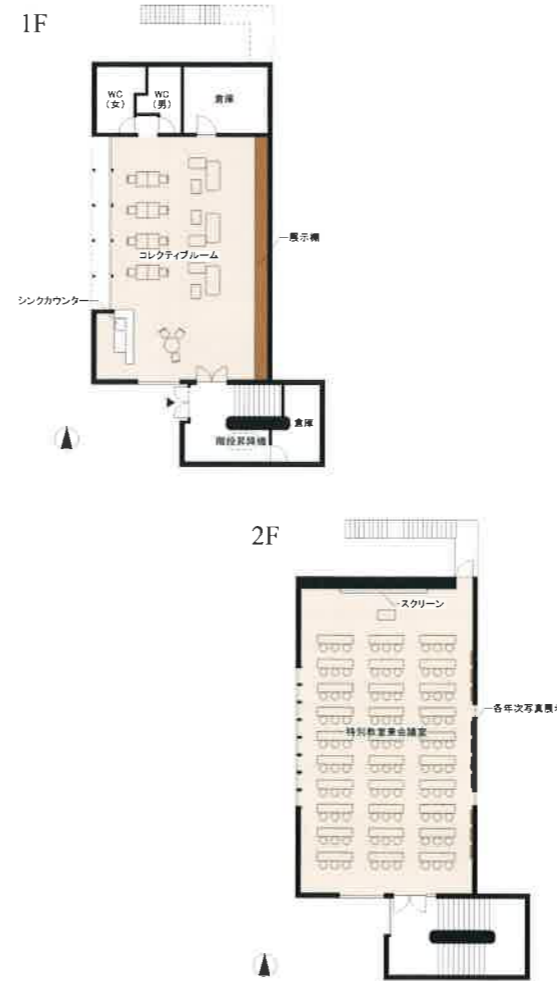 1F
WC
(女)
WC
(男)
倉庫
展示棚
コレクティブルーム
シンクカウンター
倉庫
階段昇降機
2F
スクリーン
各年次写真展示
特別教室兼会議室